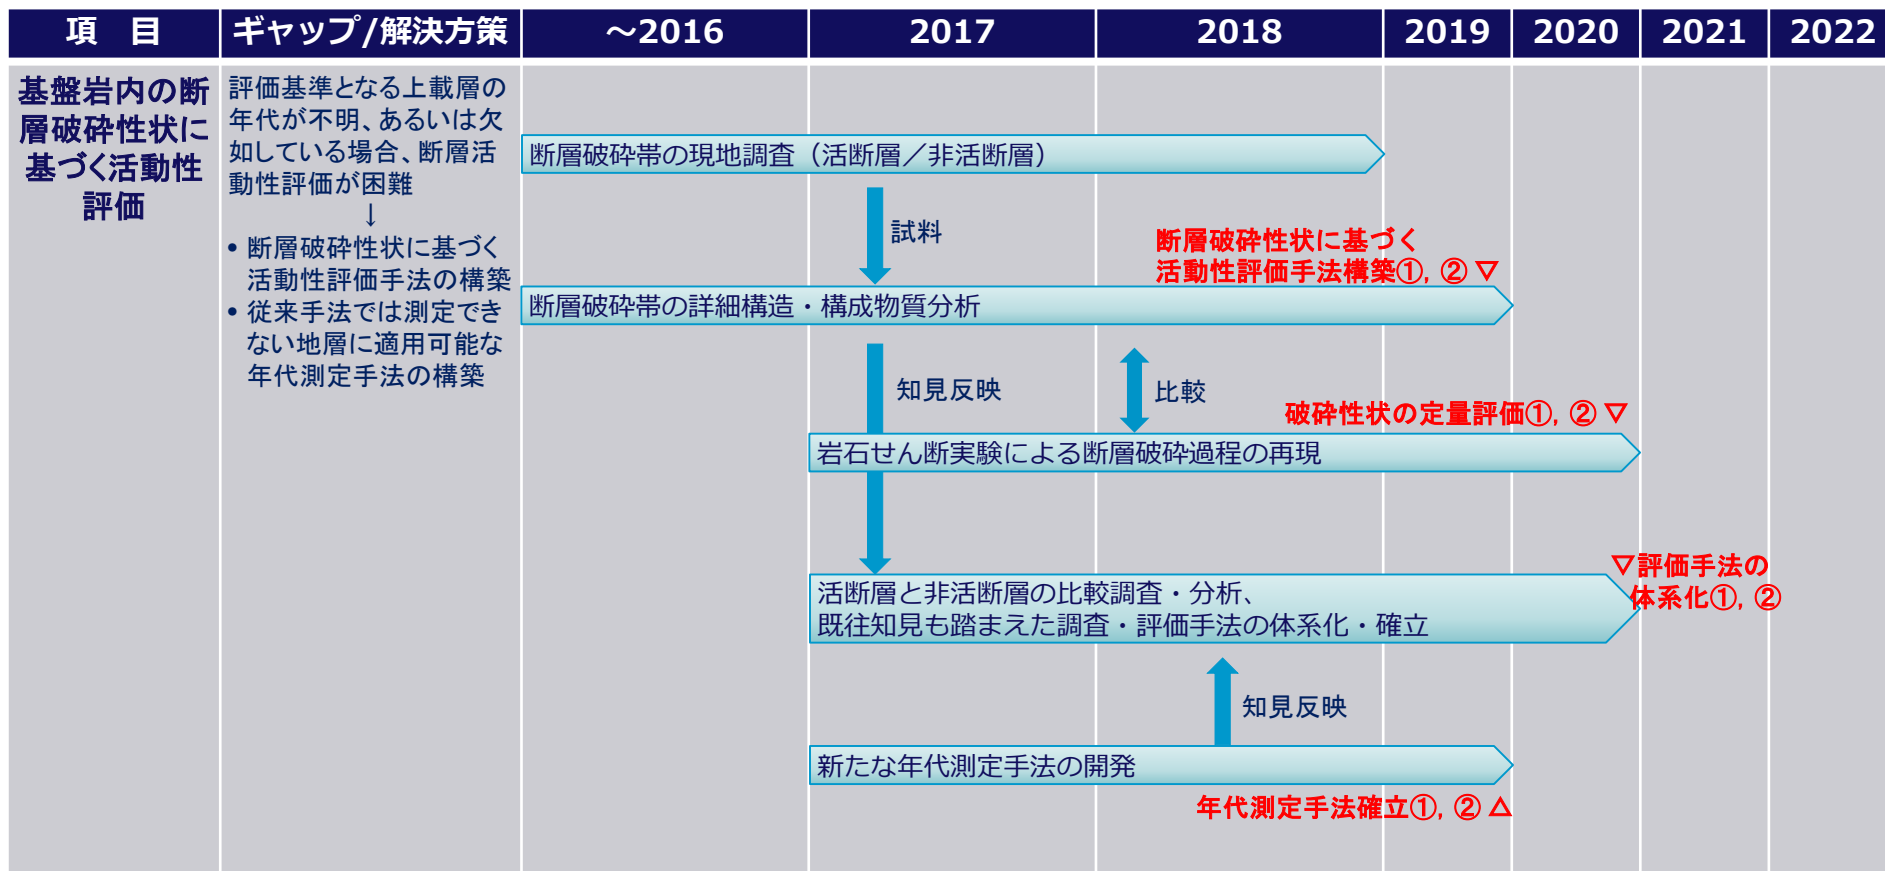 項　目
ギャップ/解決方策
～2016
2017
2018
2019
2020
2021
2022
基盤岩内の断
層破砕性状に
基づく活動性
評価
評価基準となる上載層の
年代が不明、あるいは欠
如している場合、断層活
動性評価が困難
↓
• 断層破砕性状に基づく
活動性評価手法の構築
• 従来手法では測定でき
ない地層に適用可能な
年代測定手法の構築
断層破砕帯の現地調査（活断層／非活断層）
試料
断層破砕性状に基づく
活動性評価手法構築①, ② ▽
断層破砕帯の詳細構造・構成物質分析
知見反映
比較
破砕性状の定量評価①, ② ▽
岩石せん断実験による断層破砕過程の再現
▽評価手法の
体系化①, ②
活断層と非活断層の比較調査・分析、
既往知見も踏まえた調査・評価手法の体系化・確立
知見反映
新たな年代測定手法の開発
年代測定手法確立①, ② △